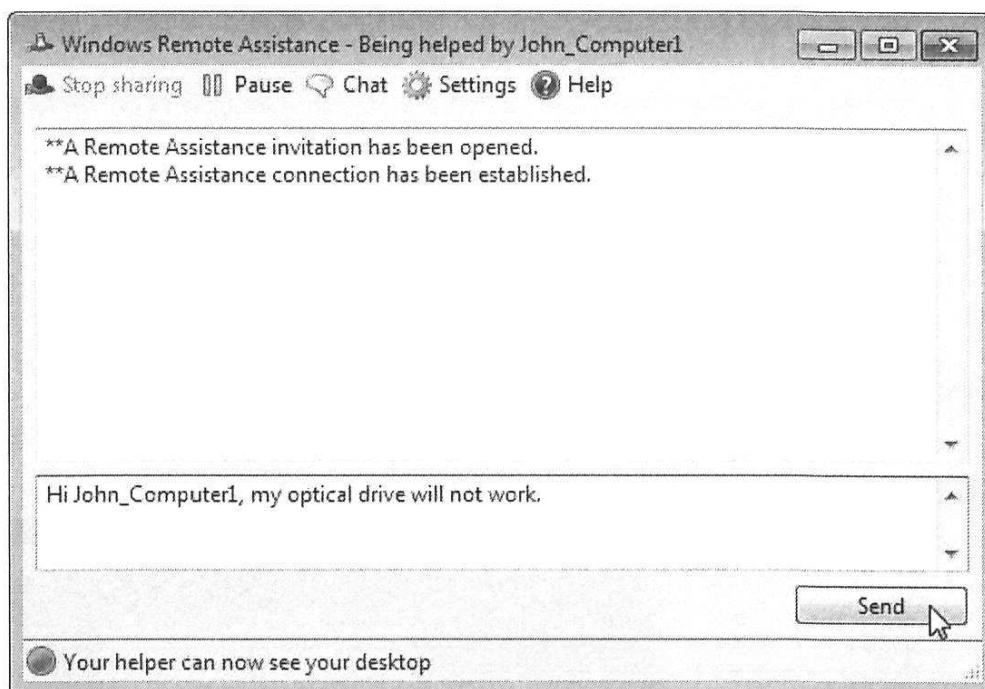 Windows Remote Assistance - Being helped by John_Computer1
Stop sharing Pause Chat Settings Help
**A Remote Assistance invitation has been opened.
**A Remote Assistance connection has been established.
Hi John_Computer1, my optical drive will not work.
Send
Your helper can now see your desktop